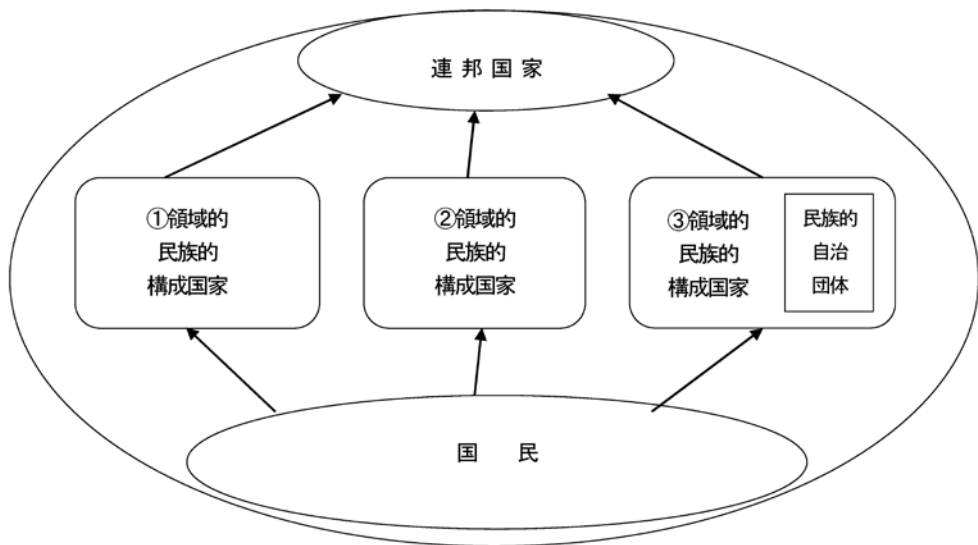 連邦国家
①領域的
民族的
構成国家
②領域的
民族的
構成国家
③領域的
民族的
構成国家
民族的
自治
団体
国民